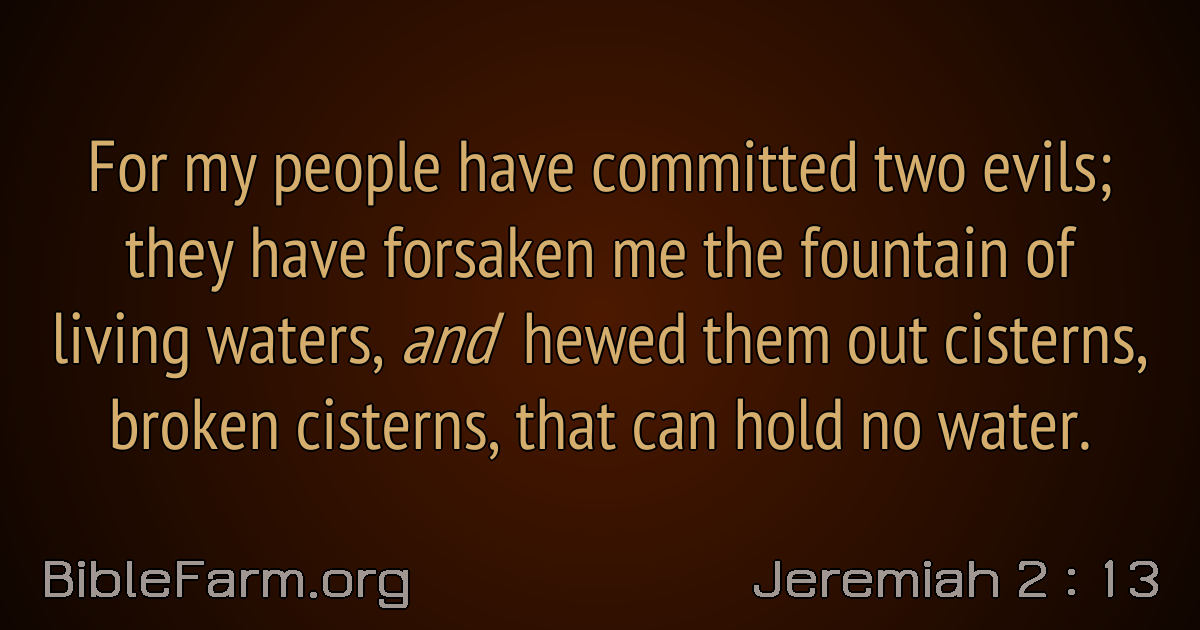 For my people have committed two evils;
they have forsaken me the fountain of
living waters, and hewed them out cisterns,
broken cisterns, that can hold no water.
BibleFarm.org
Jeremiah 2 : 13